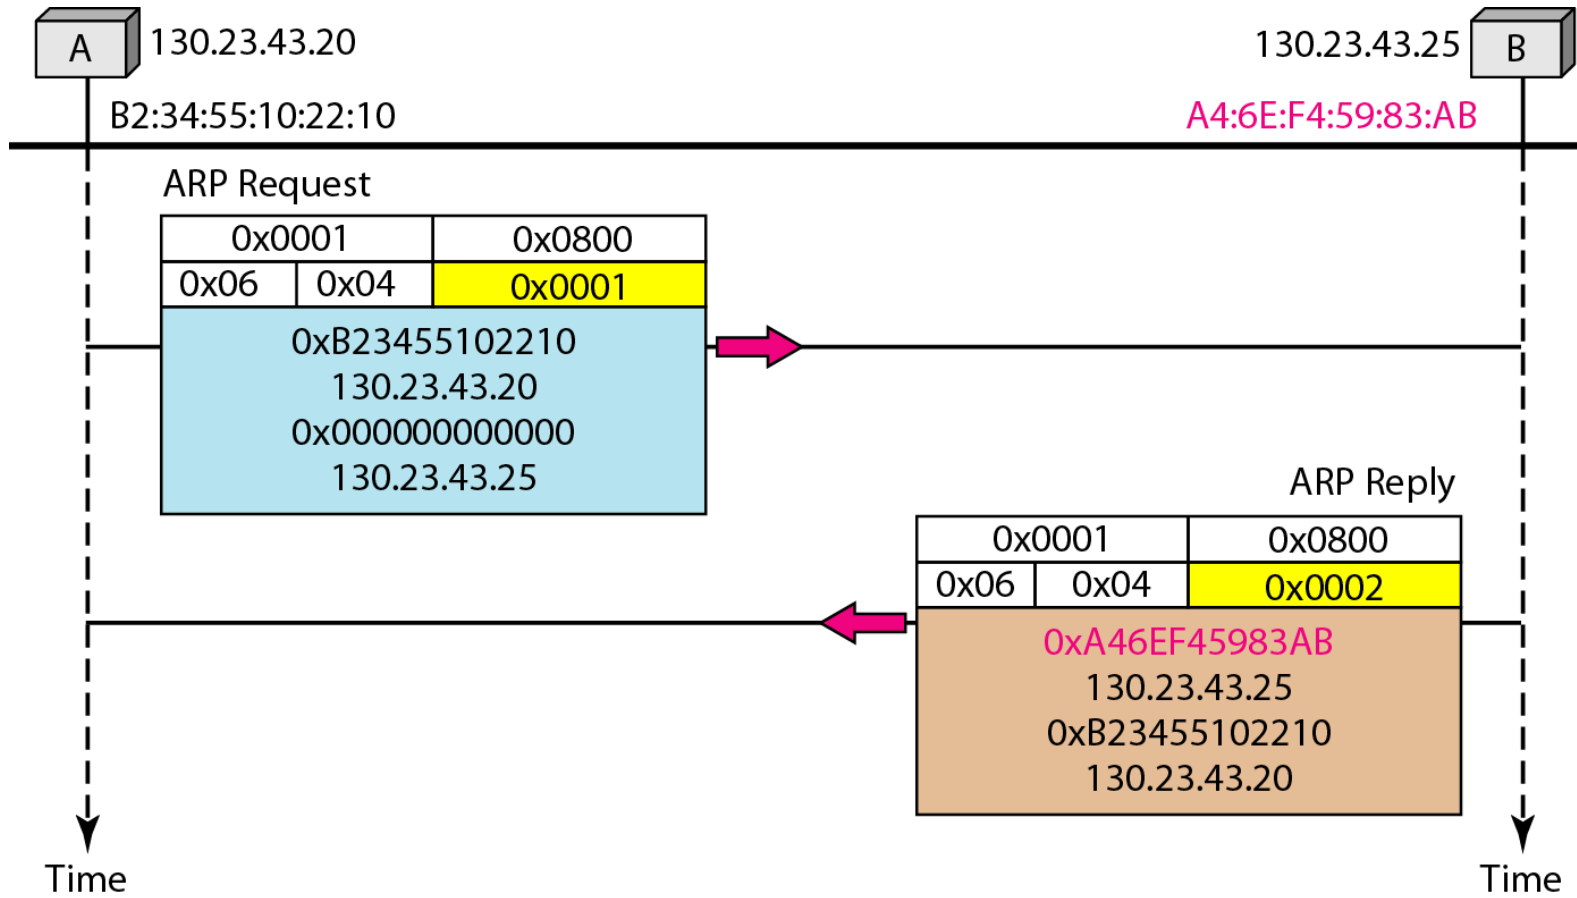 A 130.23.43.20 130.23.43.25 B
B2:34:55:10:22:10 A4:6E:F4:59:83:AB
ARP Request
0x0001 0x0800
0x06 0x04 0x0001
0xB23455102210
130.23.43.20
0x000000000000
130.23.43.25
ARP Reply
0x0001 0x0800
0x06 0x04 0x0002
0xA46EF45983AB
130.23.43.25
0xB23455102210
130.23.43.20
Time Time